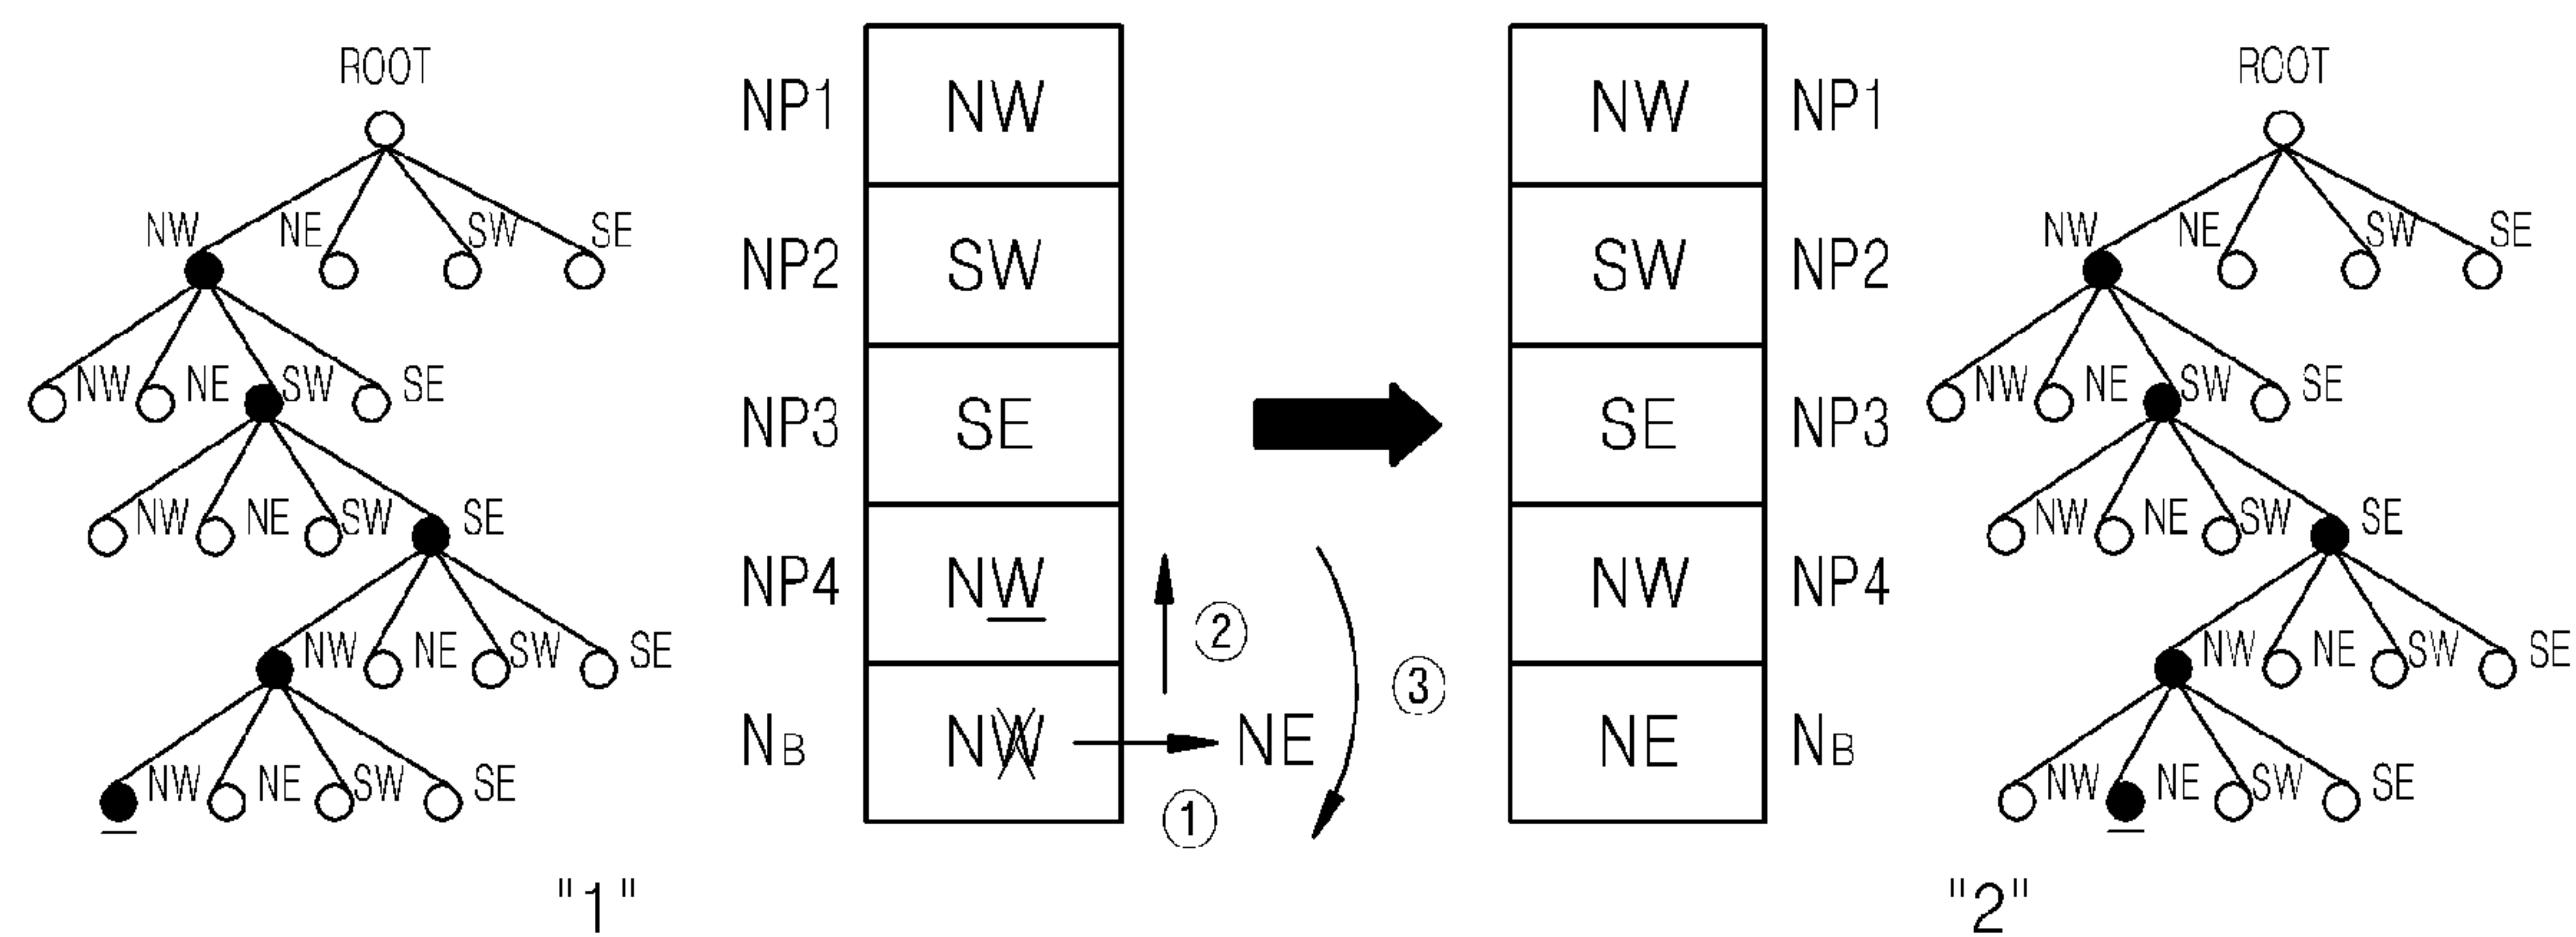 ROOT
NW NE SW SE
NW NE SW SE
NW NE SW SE
NW NE SW SE
NW NE SW SE
"1"
NP1 NW
NP2 SW
NP3 SE
NP4 NW
NB NW
① NE
②
③
NW NP1
SW NP2
SE NP3
NW NP4
NE NB
ROOT
NW NE SW SE
NW NE SW SE
NW NE SW SE
NW NE SW SE
NW NE SW SE
"2"